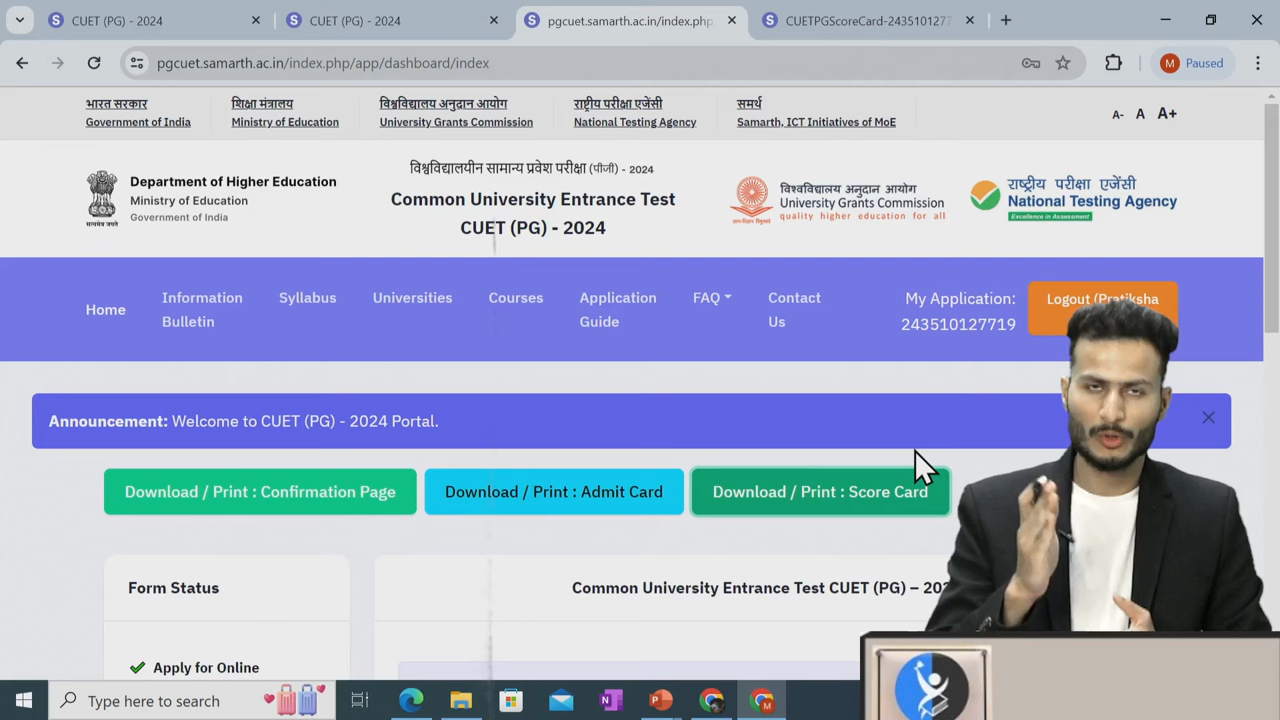 CUET (PG) - 2024
CUET (PG) - 2024
pgcuet.samarth.ac.in/index.php
CUETPGScoreCard-2435101277
pgcuet.samarth.ac.in/index.php/app/dashboard/index
M Paused
भारत सरकार
Government of India
शिक्षा मंत्रालय
Ministry of Education
विश्वविद्यालय अनुदान आयोग
University Grants Commission
राष्ट्रीय परीक्षा एजेंसी
National Testing Agency
समर्थ
Samarth, ICT Initiatives of MoE
A- A A+
Department of Higher Education
Ministry of Education
Government of India
विश्वविद्यालयीन सामान्य प्रवेश परीक्षा (पीजी) - 2024
Common University Entrance Test
CUET (PG) - 2024
विश्वविद्यालय अनुदान आयोग
University Grants Commission
quality higher education for all
राष्ट्रीय परीक्षा एजेंसी
National Testing Agency
Excellence in Assessment
Home
Information
Bulletin
Syllabus
Universities
Courses
Application
Guide
FAQ
Contact
Us
My Application:
243510127719
Logout (Pratiksha
Announcement: Welcome to CUET (PG) - 2024 Portal.
Download / Print : Confirmation Page
Download / Print : Admit Card
Download / Print : Score Card
Form Status
Common University Entrance Test CUET (PG) – 202
Apply for Online
Type here to search